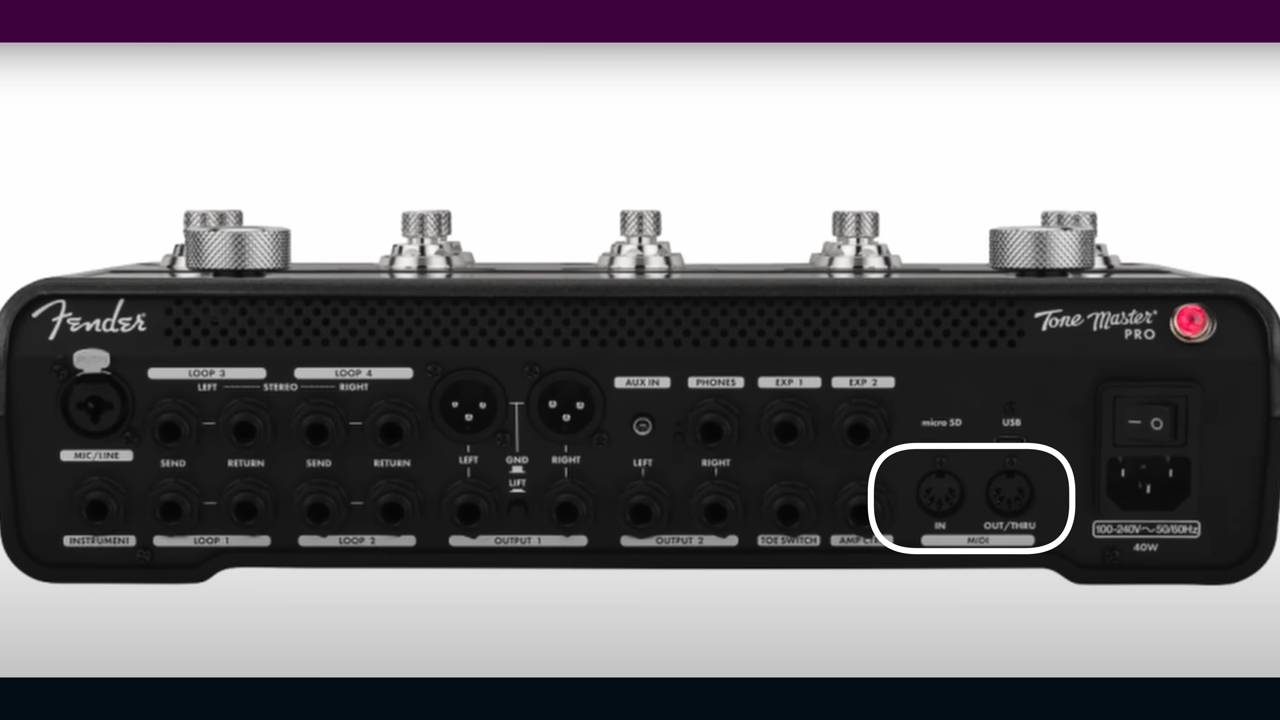 Fender
Tone Master
PRO
LOOP 3
LOOP 4
LEFT STEREO RIGHT
AUX IN
PHONES
EXP 1
EXP 2
micro SD
USB
MIC/LINE
SEND
RETURN
SEND
RETURN
LEFT
GND
RIGHT
LIFT
LEFT
RIGHT
IN
OUT/THRU
100-240V~50/60Hz
40W
INSTRUMENT
LOOP 1
LOOP 2
OUTPUT 1
OUTPUT 2
TOE SWITCH
AMP CTRL
MIDI